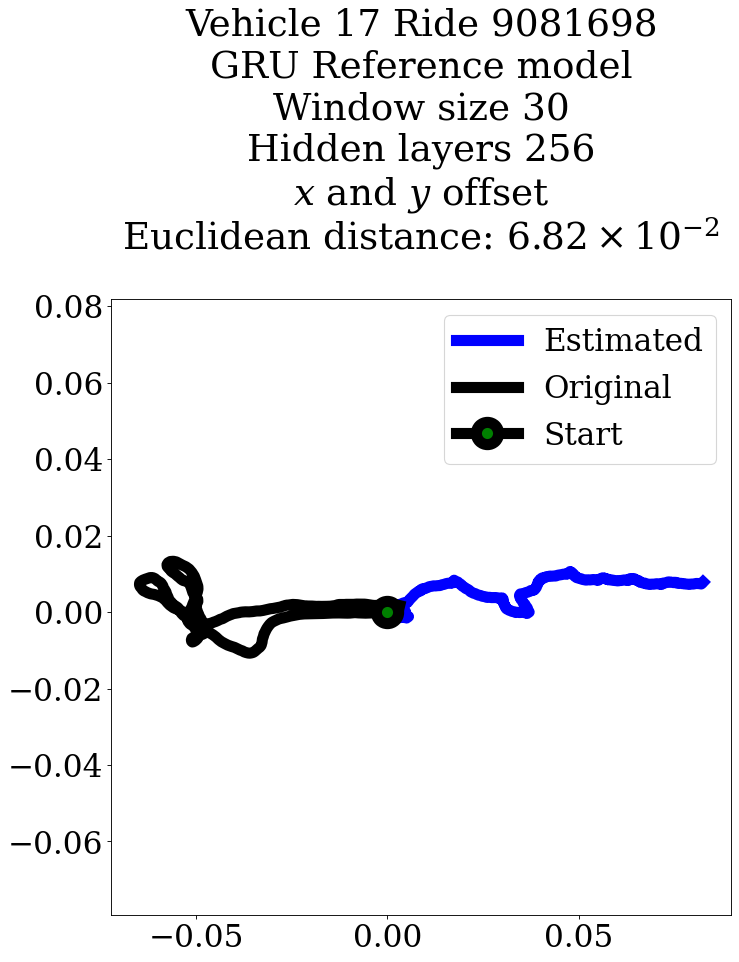 Vehicle 17 Ride 9081698
GRU Reference model
Window size 30
Hidden layers 256
x and y offset
Euclidean distance: 6.82 × 10⁻²
0.08
0.06
0.04
0.02
0.00
−0.02
−0.04
−0.06
Estimated
Original
Start
−0.05 0.00 0.05